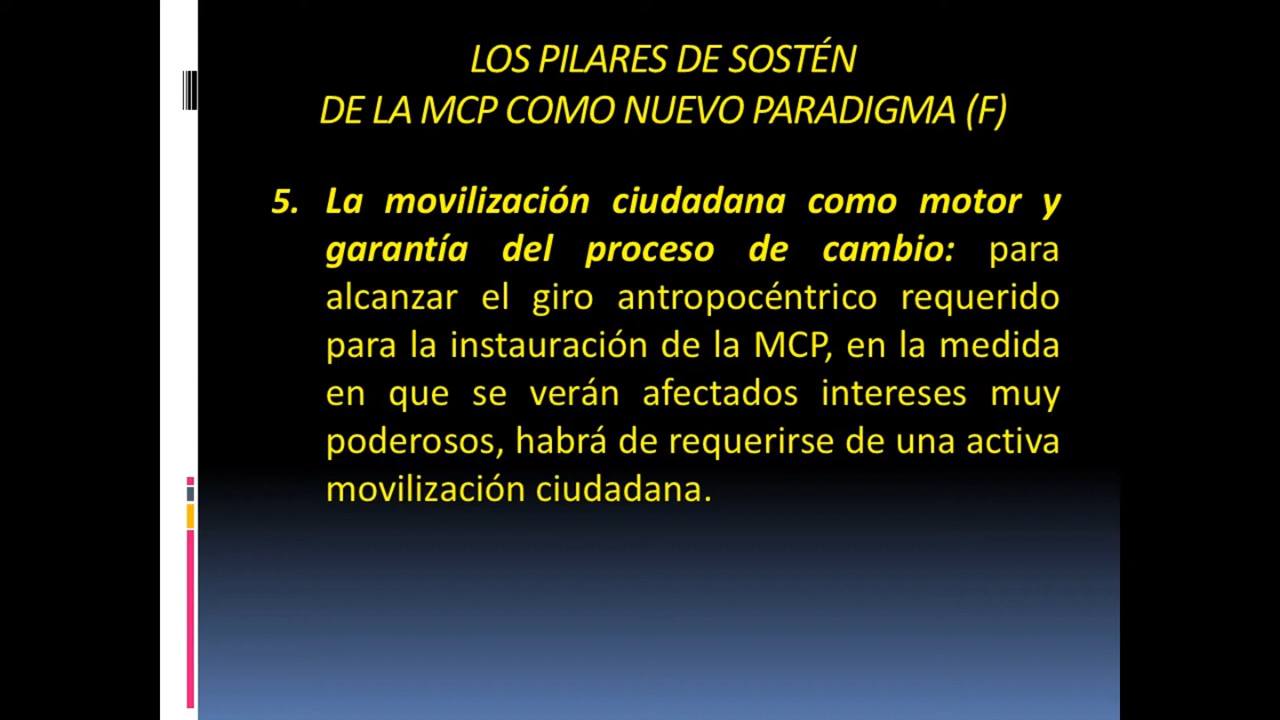 LOS PILARES DE SOSTÉN
DE LA MCP COMO NUEVO PARADIGMA (F)
5. La movilización ciudadana como motor y
garantía del proceso de cambio: para
alcanzar el giro antropocéntrico requerido
para la instauración de la MCP, en la medida
en que se verán afectados intereses muy
poderosos, habrá de requerirse de una activa
movilización ciudadana.